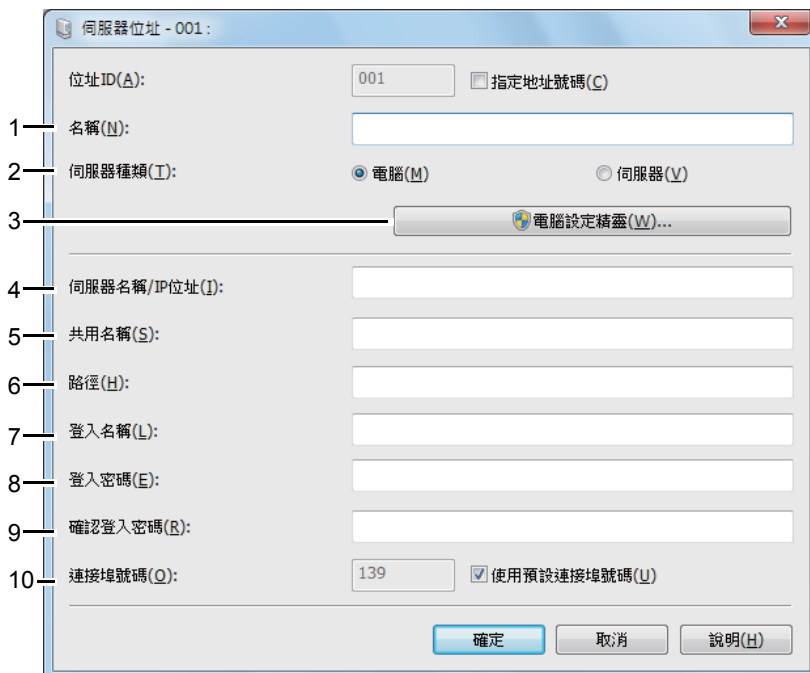 伺服器位址 - 001 :
位址ID(A): 001 指定地址號碼(C)
1 名稱(N):
2 伺服器種類(T): 電腦(M) 伺服器(V)
3 電腦設定精靈(W)...
4 伺服器名稱/IP位址(I):
5 共用名稱(S):
6 路徑(H):
7 登入名稱(L):
8 登入密碼(E):
9 確認登入密碼(R):
10 連接埠號碼(O): 139 使用預設連接埠號碼(U)
確定 取消 說明(H)